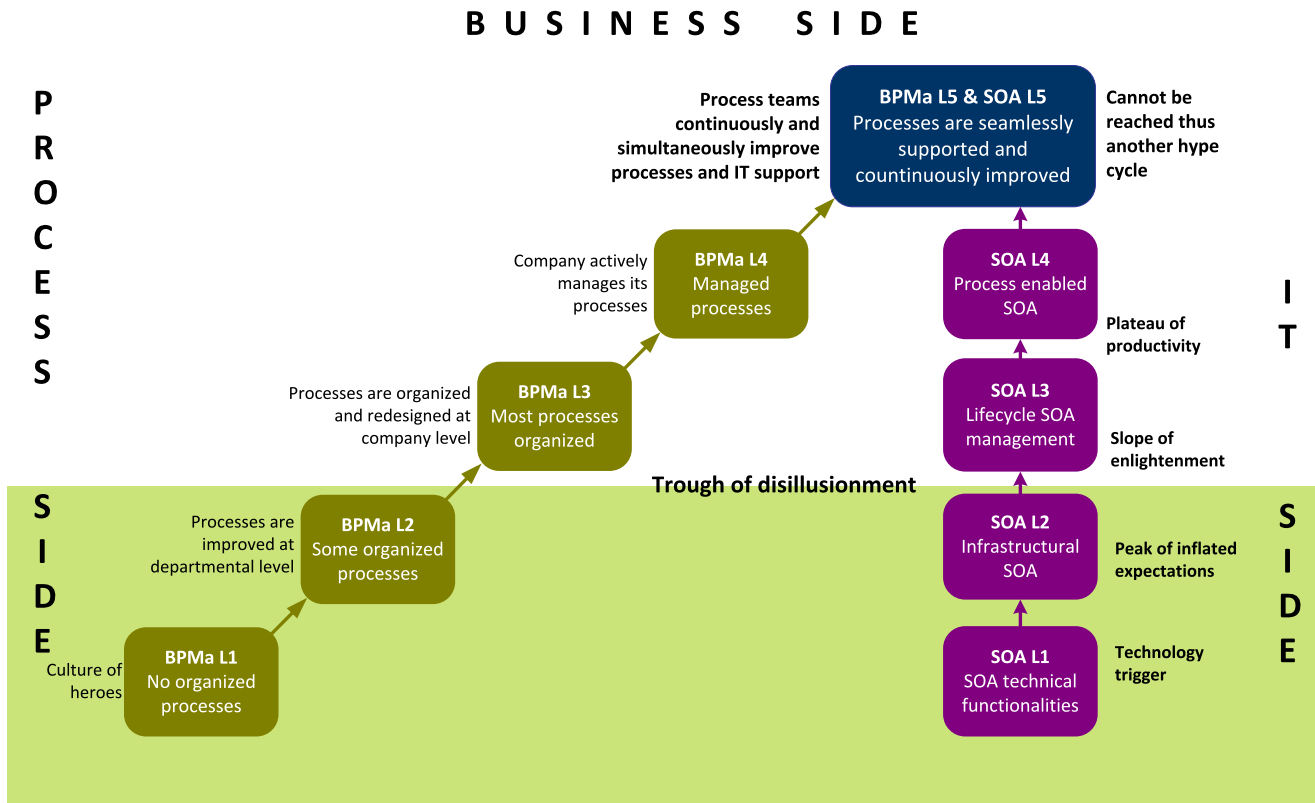 BUSINESS SIDE
PROCESS
SIDE
IT
SIDE
Process teams
continuously and
simultaneously improve
processes and IT support
BPMa L5 & SOA L5
Processes are seamlessly
supported and
countinuously improved
Cannot be
reached thus
another hype
cycle
Company actively
manages its
processes
BPMa L4
Managed
processes
SOA L4
Process enabled
SOA
Plateau of
productivity
Processes are organized
and redesigned at
company level
BPMa L3
Most processes
organized
SOA L3
Lifecycle SOA
management
Slope of
enlightenment
Trough of disillusionment
Processes are
improved at
departmental level
BPMa L2
Some organized
processes
SOA L2
Infrastructural
SOA
Peak of inflated
expectations
Culture of
heroes
BPMa L1
No organized
processes
SOA L1
SOA technical
functionalities
Technology
trigger